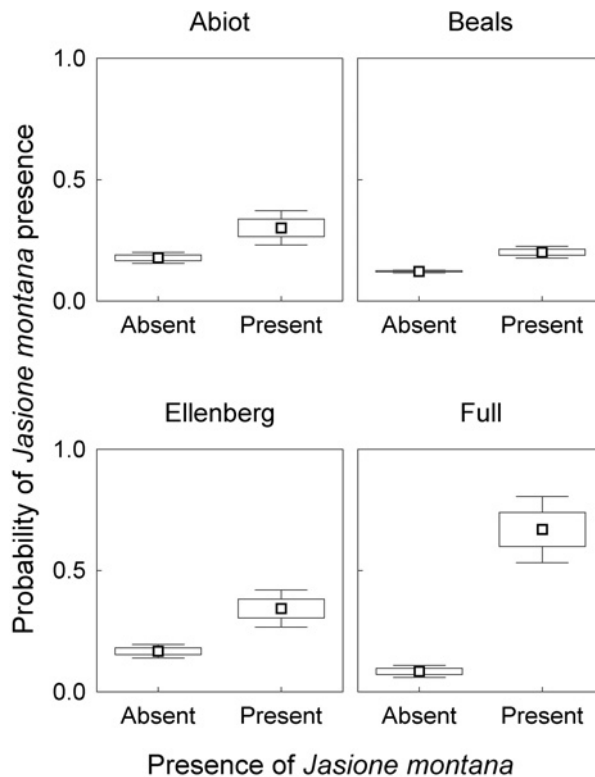 Abiot Beals
1.0
0.5
0.0
Absent Present Absent Present
Ellenberg Full
1.0
0.5
0.0
Absent Present Absent Present
Probability of Jasione montana presence
Presence of Jasione montana